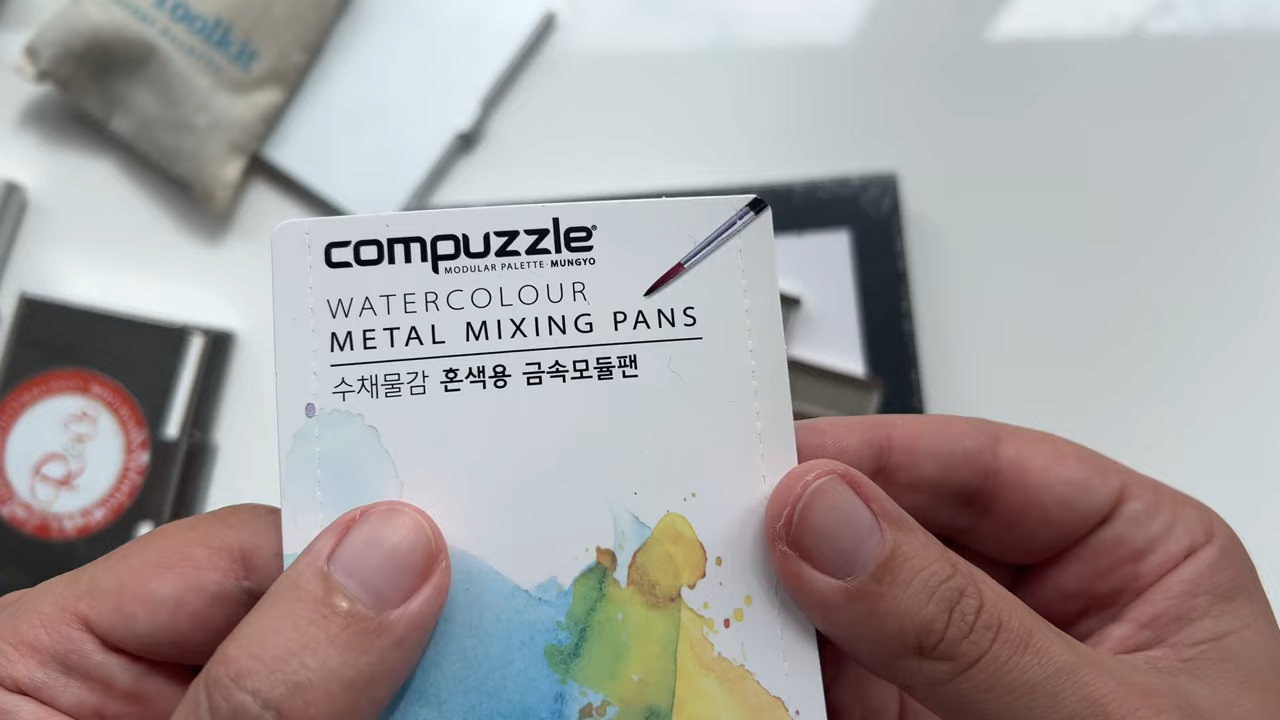 Toolkit
compuzzle®
MODULAR PALETTE·MUNGYO
WATERCOLOUR
METAL MIXING PANS
수채물감 혼색용 금속모듈팬